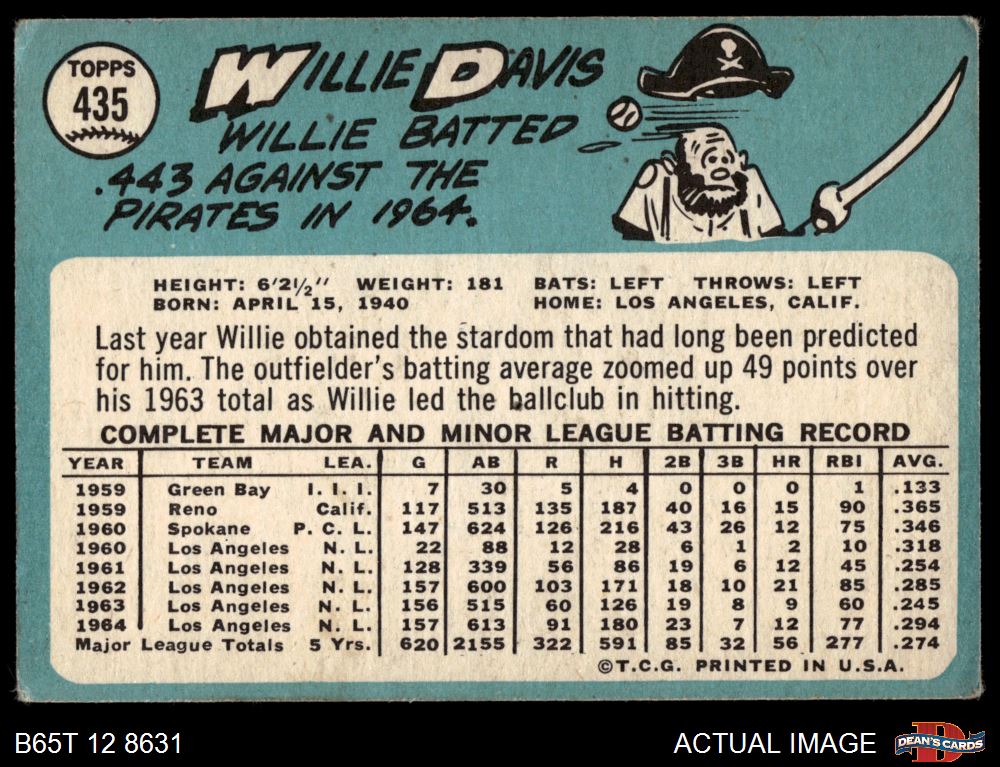 TOPPS
435
WILLIE DAVIS
WILLIE BATTED
.443 AGAINST THE
PIRATES IN 1964.
HEIGHT: 6'2 1/2" WEIGHT: 181 BATS: LEFT THROWS: LEFT
BORN: APRIL 15, 1940 HOME: LOS ANGELES, CALIF.
Last year Willie obtained the stardom that had long been predicted
for him. The outfielder's batting average zoomed up 49 points over
his 1963 total as Willie led the ballclub in hitting.
COMPLETE MAJOR AND MINOR LEAGUE BATTING RECORD
YEAR TEAM LEA. G AB R H 2B 3B HR RBI AVG.
1959 Green Bay I. I. I. 7 30 5 4 0 0 0 1 .133
1959 Reno Calif. 117 513 135 187 40 16 15 90 .365
1960 Spokane P. C. L. 147 624 126 216 43 26 12 75 .346
1960 Los Angeles N. L. 22 88 12 28 6 1 2 10 .318
1961 Los Angeles N. L. 128 339 56 86 19 6 12 45 .254
1962 Los Angeles N. L. 157 600 103 171 18 10 21 85 .285
1963 Los Angeles N. L. 156 515 60 126 19 8 9 60 .245
1964 Los Angeles N. L. 157 613 91 180 23 7 12 77 .294
Major League Totals 5 Yrs. 620 2155 322 591 85 32 56 277 .274
©T.C.G. PRINTED IN U.S.A.
B65T 12 8631 ACTUAL IMAGE DEAN'S CARDS